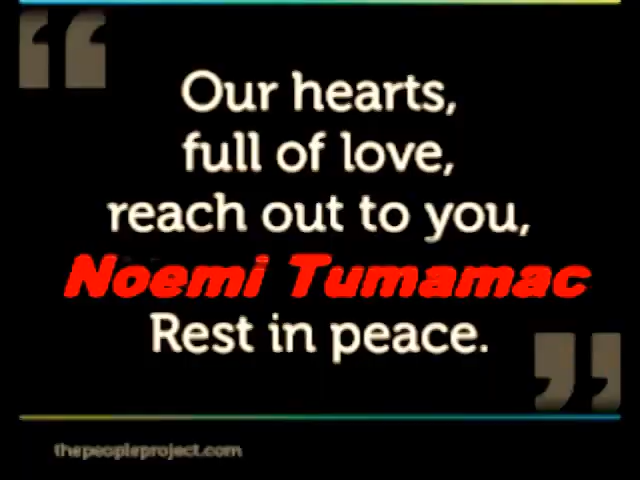 Our hearts,
full of love,
reach out to you,
Noemi Tumamac
Rest in peace.
thepeopleproject.com